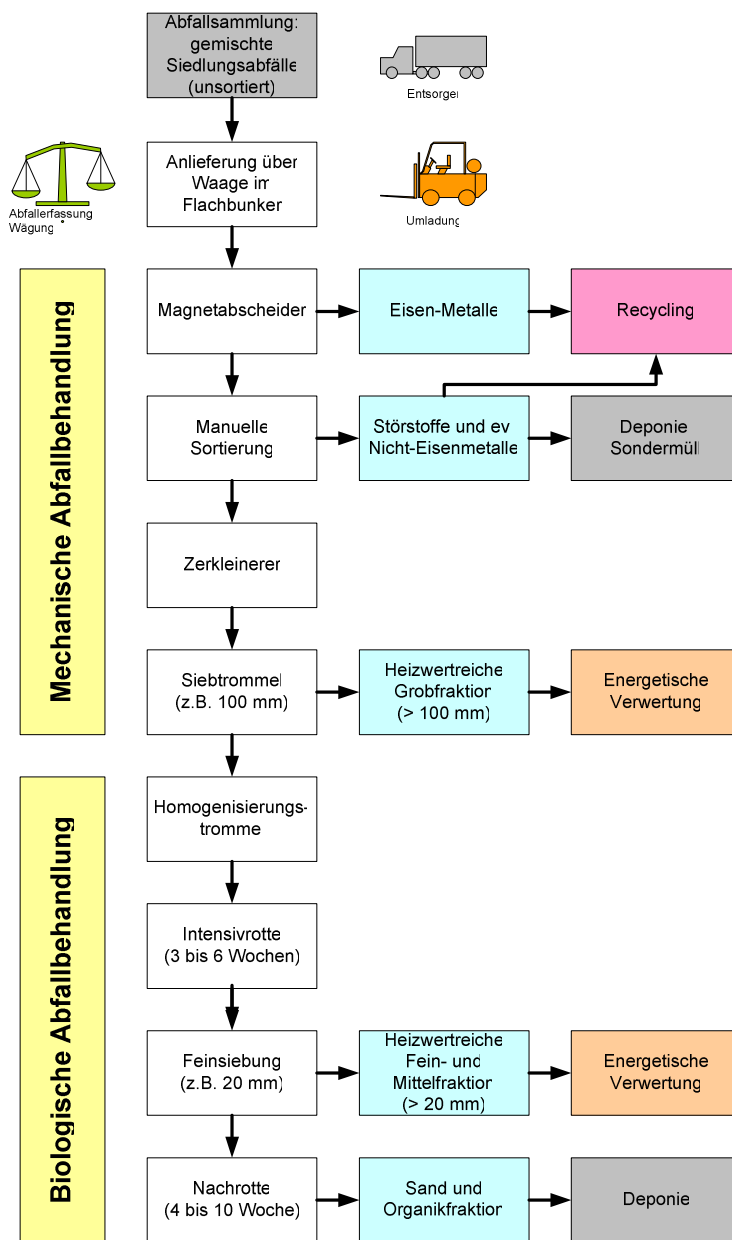 Abfallsammlung:
gemischte
Siedlungsabfälle
(unsortiert)
Entsorger
Abfallerfassung
Wägung
Anlieferung über
Waage im
Flachbunker
Umladung
Mechanische Abfallbehandlung
Magnetabscheider
Eisen-Metalle
Recycling
Manuelle
Sortierung
Störstoffe und ev
Nicht-Eisenmetalle
Deponie
Sondermüll
Zerkleinerer
Siebtrommel
(z.B. 100 mm)
Heizwertreiche
Grobfraktion
(> 100 mm)
Energetische
Verwertung
Biologische Abfallbehandlung
Homogenisierungs-
tromme
Intensivrotte
(3 bis 6 Wochen)
Feinsiebung
(z.B. 20 mm)
Heizwertreiche
Fein- und
Mittelfraktion
(> 20 mm)
Energetische
Verwertung
Nachrotte
(4 bis 10 Woche)
Sand und
Organikfraktion
Deponie